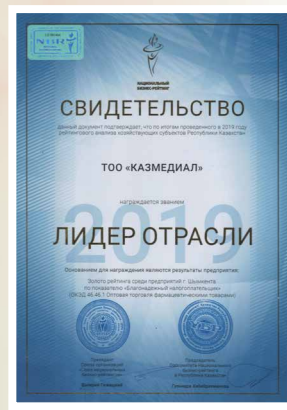 НАЦИОНАЛЬНЫЙ
БИЗНЕС-РЕЙТИНГ
СВИДЕТЕЛЬСТВО
данный документ подтверждает, что по итогам проведенного в 2019 году
рейтингового анализа хозяйствующих субъектов Республики Казахстан
ТОО «КАЗМЕДИАЛ»
награждается званием
2019
ЛИДЕР ОТРАСЛИ
Основанием для награждения являются результаты предприятия:
Золото рейтинга среди предприятий г. Шымкента
по показателю «Благонадежный налогоплательщик»
(ОКЭД 46.46.1 Оптовая торговля фармацевтическими товарами)